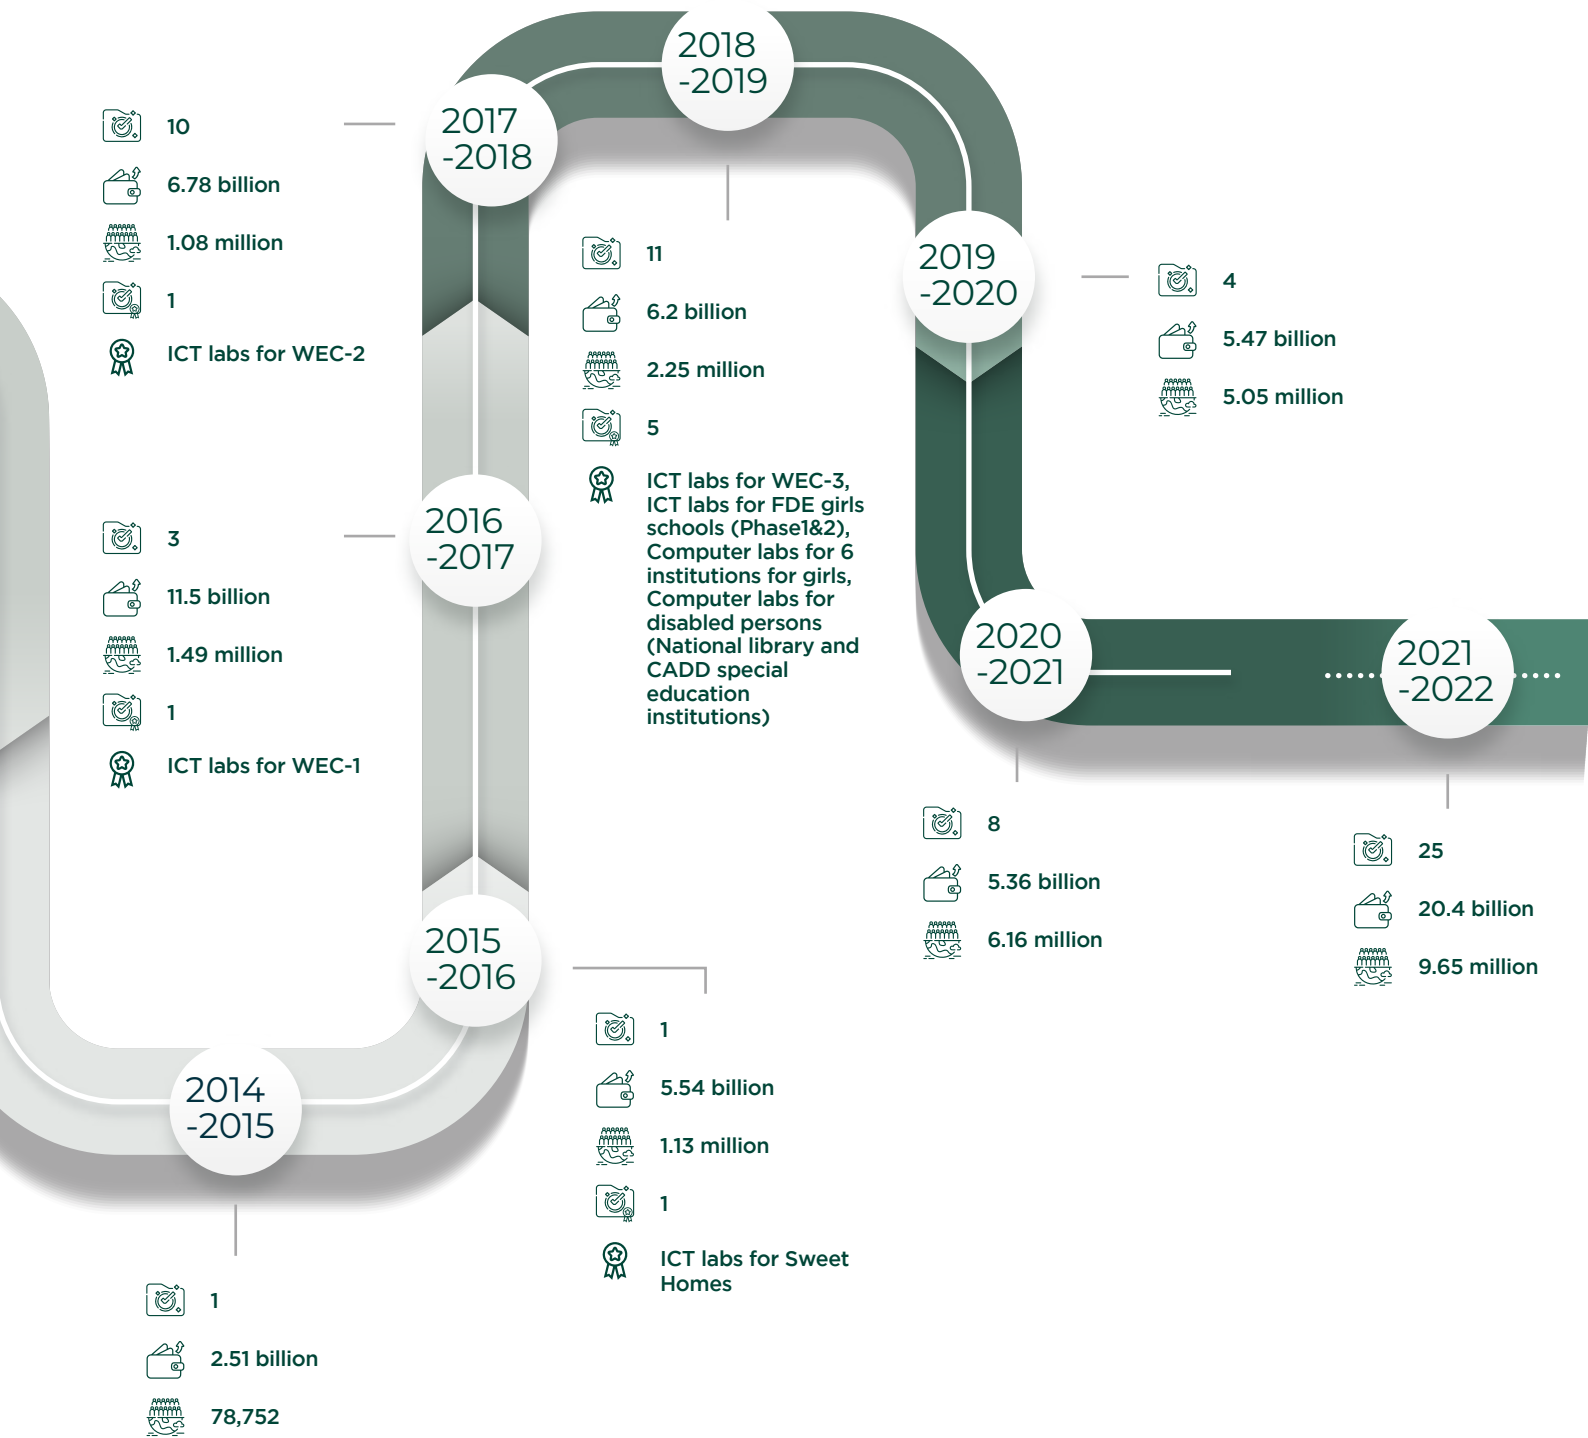 2014
-2015
1
2.51 billion
78,752
2015
-2016
1
5.54 billion
1.13 million
1
ICT labs for Sweet
Homes
2016
-2017
3
11.5 billion
1.49 million
1
ICT labs for WEC-1
2017
-2018
10
6.78 billion
1.08 million
1
ICT labs for WEC-2
2018
-2019
11
6.2 billion
2.25 million
5
ICT labs for WEC-3,
ICT labs for FDE girls
schools (Phase1&2),
Computer labs for 6
institutions for girls,
Computer labs for
disabled persons
(National library and
CADD special
education
institutions)
2019
-2020
4
5.47 billion
5.05 million
2020
-2021
8
5.36 billion
6.16 million
2021
-2022
25
20.4 billion
9.65 million